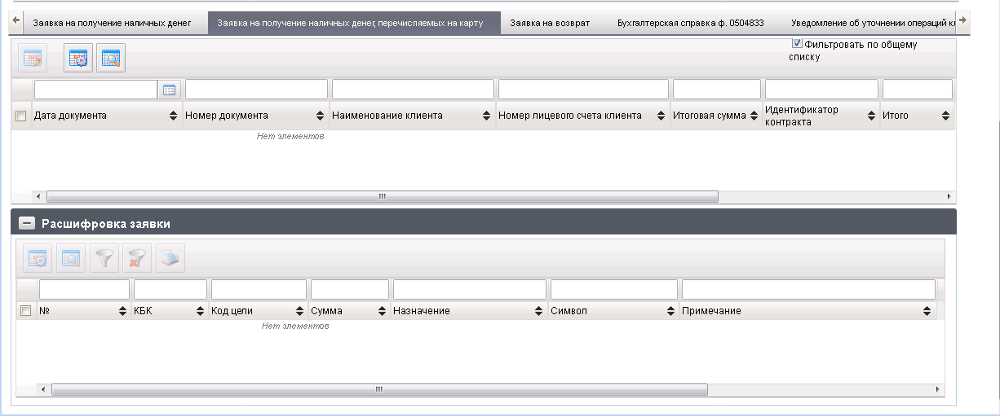 Заявка на получение наличных денег
Заявка на получение наличных денег, перечисляемых на карту
Заявка на возврат
Бухгалтерская справка ф. 0504833
Уведомление об уточнении операций кл
Фильтровать по общему
списку
Дата документа
Номер документа
Наименование клиента
Номер лицевого счета клиента
Итоговая сумма
Идентификатор
контракта
Итого
Нет элементов
Расшифровка заявки
№
КБК
Код цели
Сумма
Назначение
Символ
Примечание
Нет элементов